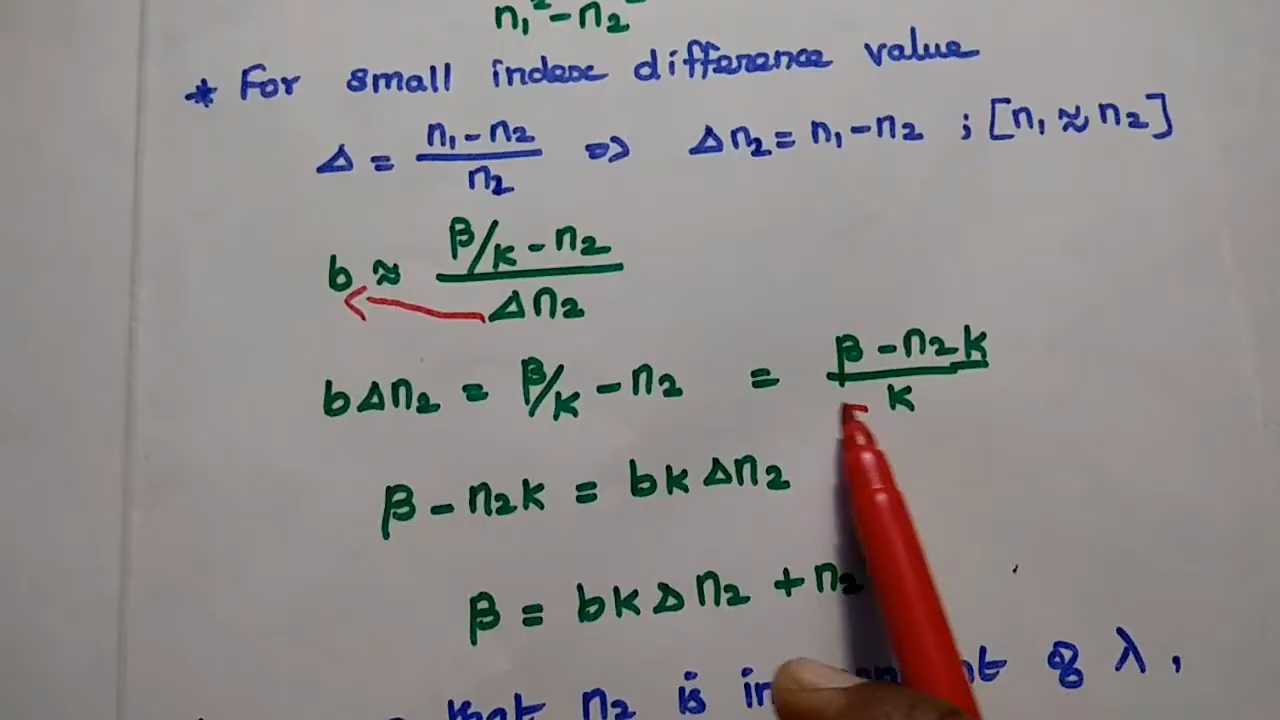 n₁² - n₂²
* For small index difference value
Δ = (n₁ - n₂)/n₂ ⇒ Δn₂ = n₁ - n₂ ; [n₁ ≈ n₂]
b ≈ (β/k - n₂)/(Δn₂)
bΔn₂ = β/k - n₂ = (β - n₂k)/k
β - n₂k = bkΔn₂
β = bkΔn₂ + n₂
that n₂ is of λ,